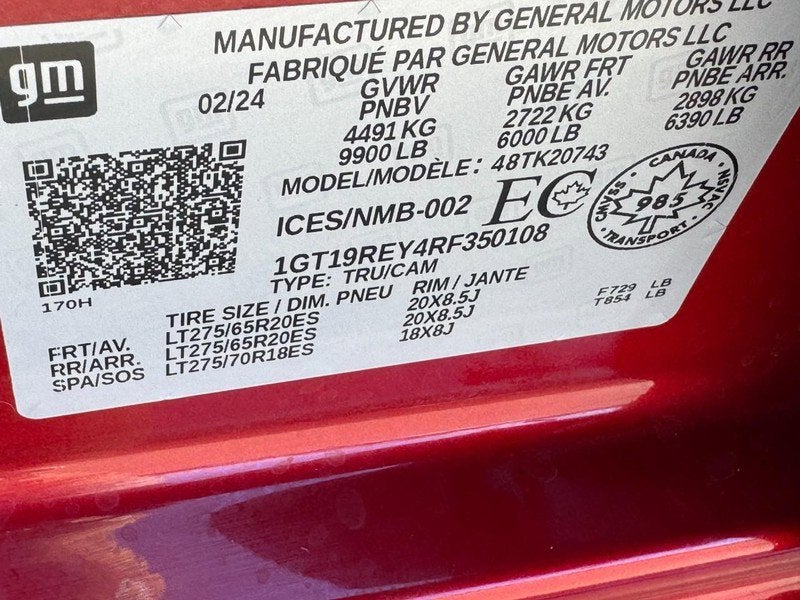 gm
MANUFACTURED BY GENERAL MOTORS LLC
FABRIQUÉ PAR GENERAL MOTORS LLC
02/24
GVWR
PNBV
4491 KG
9900 LB
GAWR FRT
PNBE AV.
2722 KG
6000 LB
GAWR RR
PNBE ARR.
2898 KG
6390 LB
MODEL/MODÈLE: 48TK20743
ICES/NMB-002
EC
CANADA
CMVSS
985
NSVAC
TRANSPORT
1GT19REY4RF350108
TYPE: TRU/CAM
170H
TIRE SIZE / DIM. PNEU RIM / JANTE
FRT/AV. LT275/65R20ES 20X8.5J
RR/ARR. LT275/65R20ES 20X8.5J
SPA/SOS LT275/70R18ES 18X8J
F729 LB
T854 LB